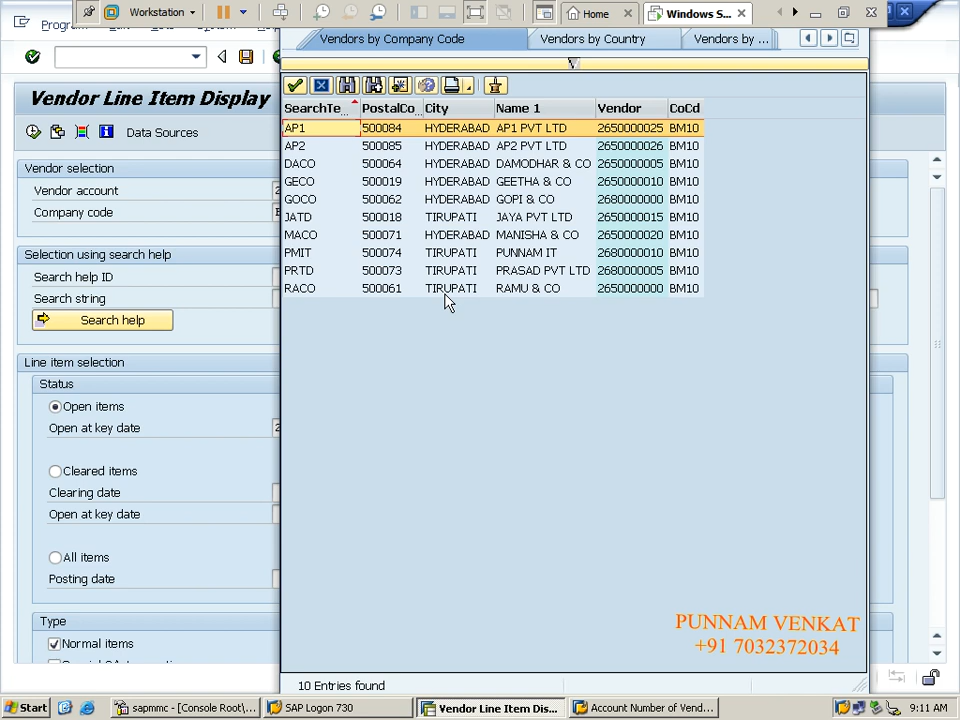 Workstation
Home
Windows S...
Program
Vendors by Company Code
Vendors by Country
Vendors by ...
Vendor Line Item Display
Data Sources
Vendor selection
Vendor account
Company code
Selection using search help
Search help ID
Search string
Search help
Line item selection
Status
Open items
Open at key date
Cleared items
Clearing date
Open at key date
All items
Posting date
Type
Normal items
SearchTe... PostalCo... City Name 1 Vendor CoCd
AP1 500084 HYDERABAD AP1 PVT LTD 2650000025 BM10
AP2 500085 HYDERABAD AP2 PVT LTD 2650000026 BM10
DACO 500064 HYDERABAD DAMODHAR & CO 2650000005 BM10
GECO 500019 HYDERABAD GEETHA & CO 2650000010 BM10
GOCO 500062 HYDERABAD GOPI & CO 2680000000 BM10
JATD 500018 TIRUPATI JAYA PVT LTD 2650000015 BM10
MACO 500071 HYDERABAD MANISHA & CO 2650000020 BM10
PMIT 500074 TIRUPATI PUNNAM IT 2680000010 BM10
PRTD 500073 TIRUPATI PRASAD PVT LTD 2680000005 BM10
RACO 500061 TIRUPATI RAMU & CO 2650000000 BM10
PUNNAM VENKAT
+91 7032372034
10 Entries found
Start
sapmmc - [Console Root\...
SAP Logon 730
Vendor Line Item Dis...
Account Number of Vend...
9:11 AM